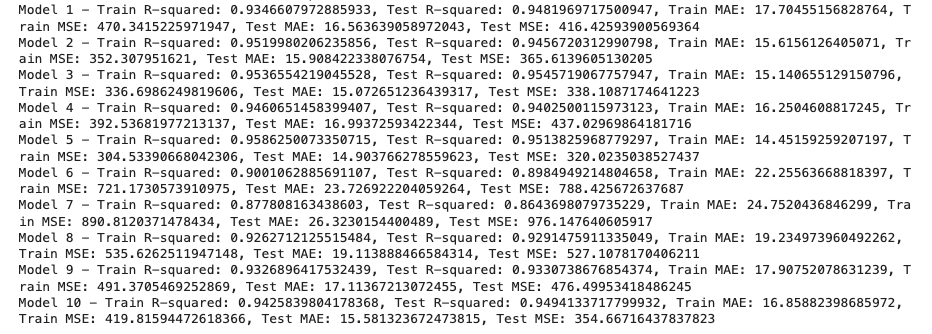 Model 1 - Train R-squared: 0.9346607972885933, Test R-squared: 0.9481969717500947, Train MAE: 17.70455156828764, T
rain MSE: 470.3415225971947, Test MAE: 16.563639058972043, Test MSE: 416.42593900569364
Model 2 - Train R-squared: 0.9519980206235856, Test R-squared: 0.9456720312990798, Train MAE: 15.6156126405071, Tr
ain MSE: 352.307951621, Test MAE: 15.908422338076754, Test MSE: 365.6139605130205
Model 3 - Train R-squared: 0.9536554219045528, Test R-squared: 0.9545719067757947, Train MAE: 15.140655129150796,
Train MSE: 336.6986249819606, Test MAE: 15.072651236439317, Test MSE: 338.1087174641223
Model 4 - Train R-squared: 0.9460651458399407, Test R-squared: 0.9402500115973123, Train MAE: 16.2504608817245, Tr
ain MSE: 392.53681977213137, Test MAE: 16.99372593422344, Test MSE: 437.02969864181716
Model 5 - Train R-squared: 0.9586250073350715, Test R-squared: 0.9513825968779297, Train MAE: 14.45159259207197, T
rain MSE: 304.53390668042306, Test MAE: 14.903766278559623, Test MSE: 320.0235038527437
Model 6 - Train R-squared: 0.9001062885691107, Test R-squared: 0.8984949214804658, Train MAE: 22.25563668818397, T
rain MSE: 721.1730573910975, Test MAE: 23.726922204059264, Test MSE: 788.425672637687
Model 7 - Train R-squared: 0.877808163438603, Test R-squared: 0.8643698079735229, Train MAE: 24.7520436846299, Tra
in MSE: 890.8120371478434, Test MAE: 26.3230154400489, Test MSE: 976.147640605917
Model 8 - Train R-squared: 0.9262712125515484, Test R-squared: 0.9291475911335049, Train MAE: 19.234973960492262,
Train MSE: 535.6262511947148, Test MAE: 19.113888466584314, Test MSE: 527.1078170406211
Model 9 - Train R-squared: 0.9326896417532439, Test R-squared: 0.9330738676854374, Train MAE: 17.90752078631239, T
rain MSE: 491.3705469252869, Test MAE: 17.11367213072455, Test MSE: 476.49953418486245
Model 10 - Train R-squared: 0.9425839804178368, Test R-squared: 0.9494133717799932, Train MAE: 16.85882398685972,
Train MSE: 419.81594472618366, Test MAE: 15.581323672473815, Test MSE: 354.66716437837823